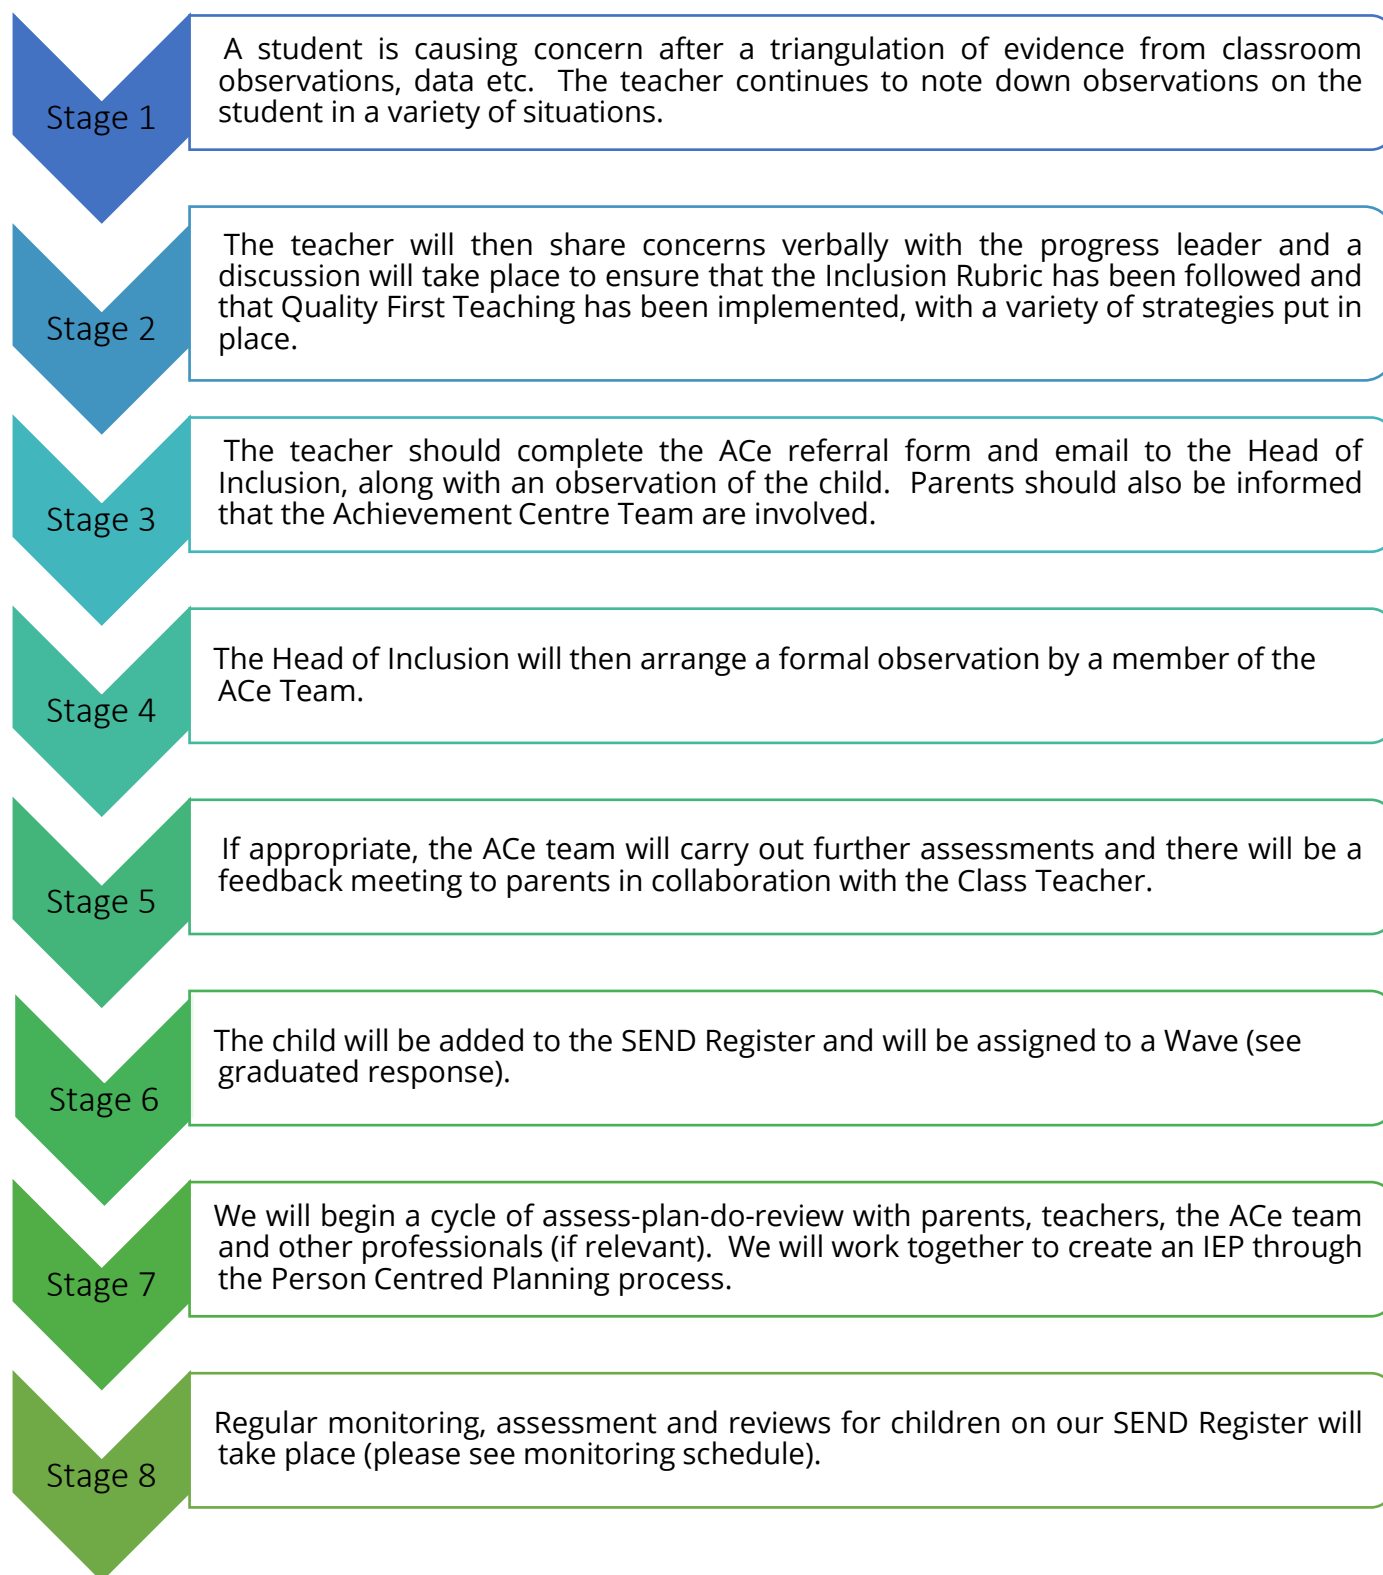 Stage 1
A student is causing concern after a triangulation of evidence from classroom
observations, data etc. The teacher continues to note down observations on the
student in a variety of situations.
Stage 2
The teacher will then share concerns verbally with the progress leader and a
discussion will take place to ensure that the Inclusion Rubric has been followed and
that Quality First Teaching has been implemented, with a variety of strategies put in
place.
Stage 3
The teacher should complete the ACe referral form and email to the Head of
Inclusion, along with an observation of the child. Parents should also be informed
that the Achievement Centre Team are involved.
Stage 4
The Head of Inclusion will then arrange a formal observation by a member of the
ACe Team.
Stage 5
If appropriate, the ACe team will carry out further assessments and there will be a
feedback meeting to parents in collaboration with the Class Teacher.
Stage 6
The child will be added to the SEND Register and will be assigned to a Wave (see
graduated response).
Stage 7
We will begin a cycle of assess-plan-do-review with parents, teachers, the ACe team
and other professionals (if relevant). We will work together to create an IEP through
the Person Centred Planning process.
Stage 8
Regular monitoring, assessment and reviews for children on our SEND Register will
take place (please see monitoring schedule).